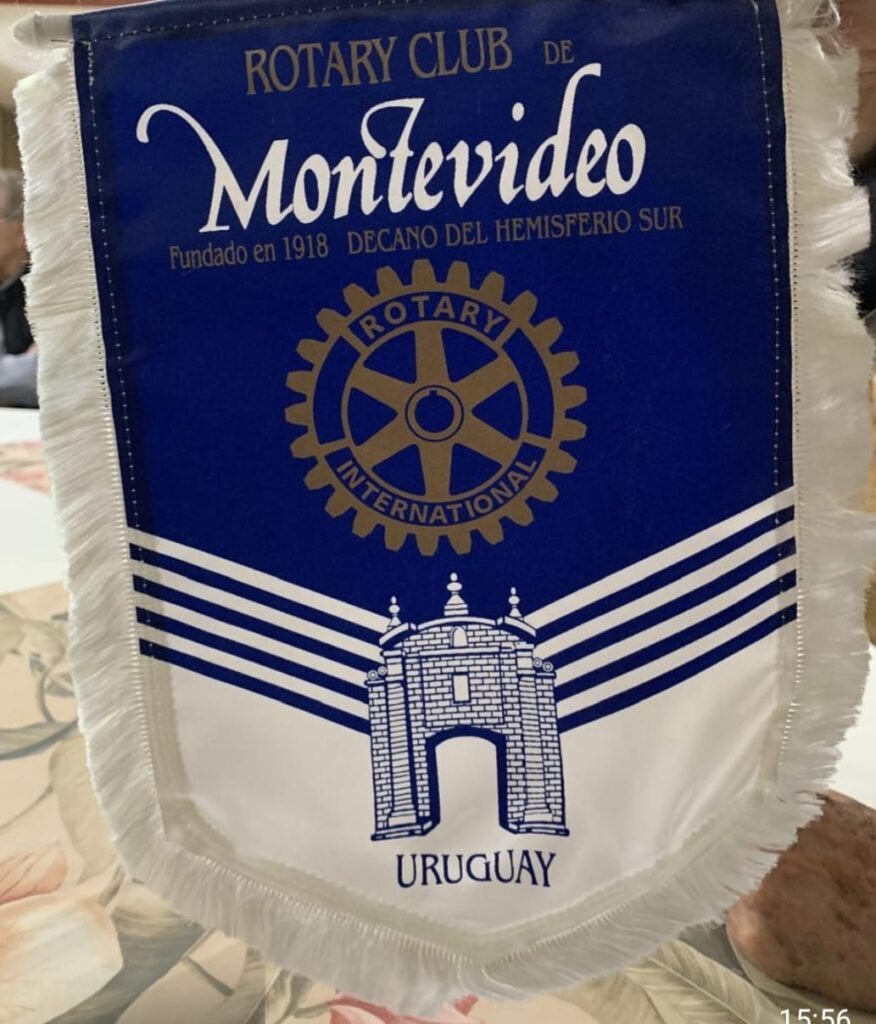 ROTARY CLUB DE
Montevideo
Fundado en 1918 DECANO DEL HEMISFERIO SUR
ROTARY
INTERNATIONAL
URUGUAY
15:56